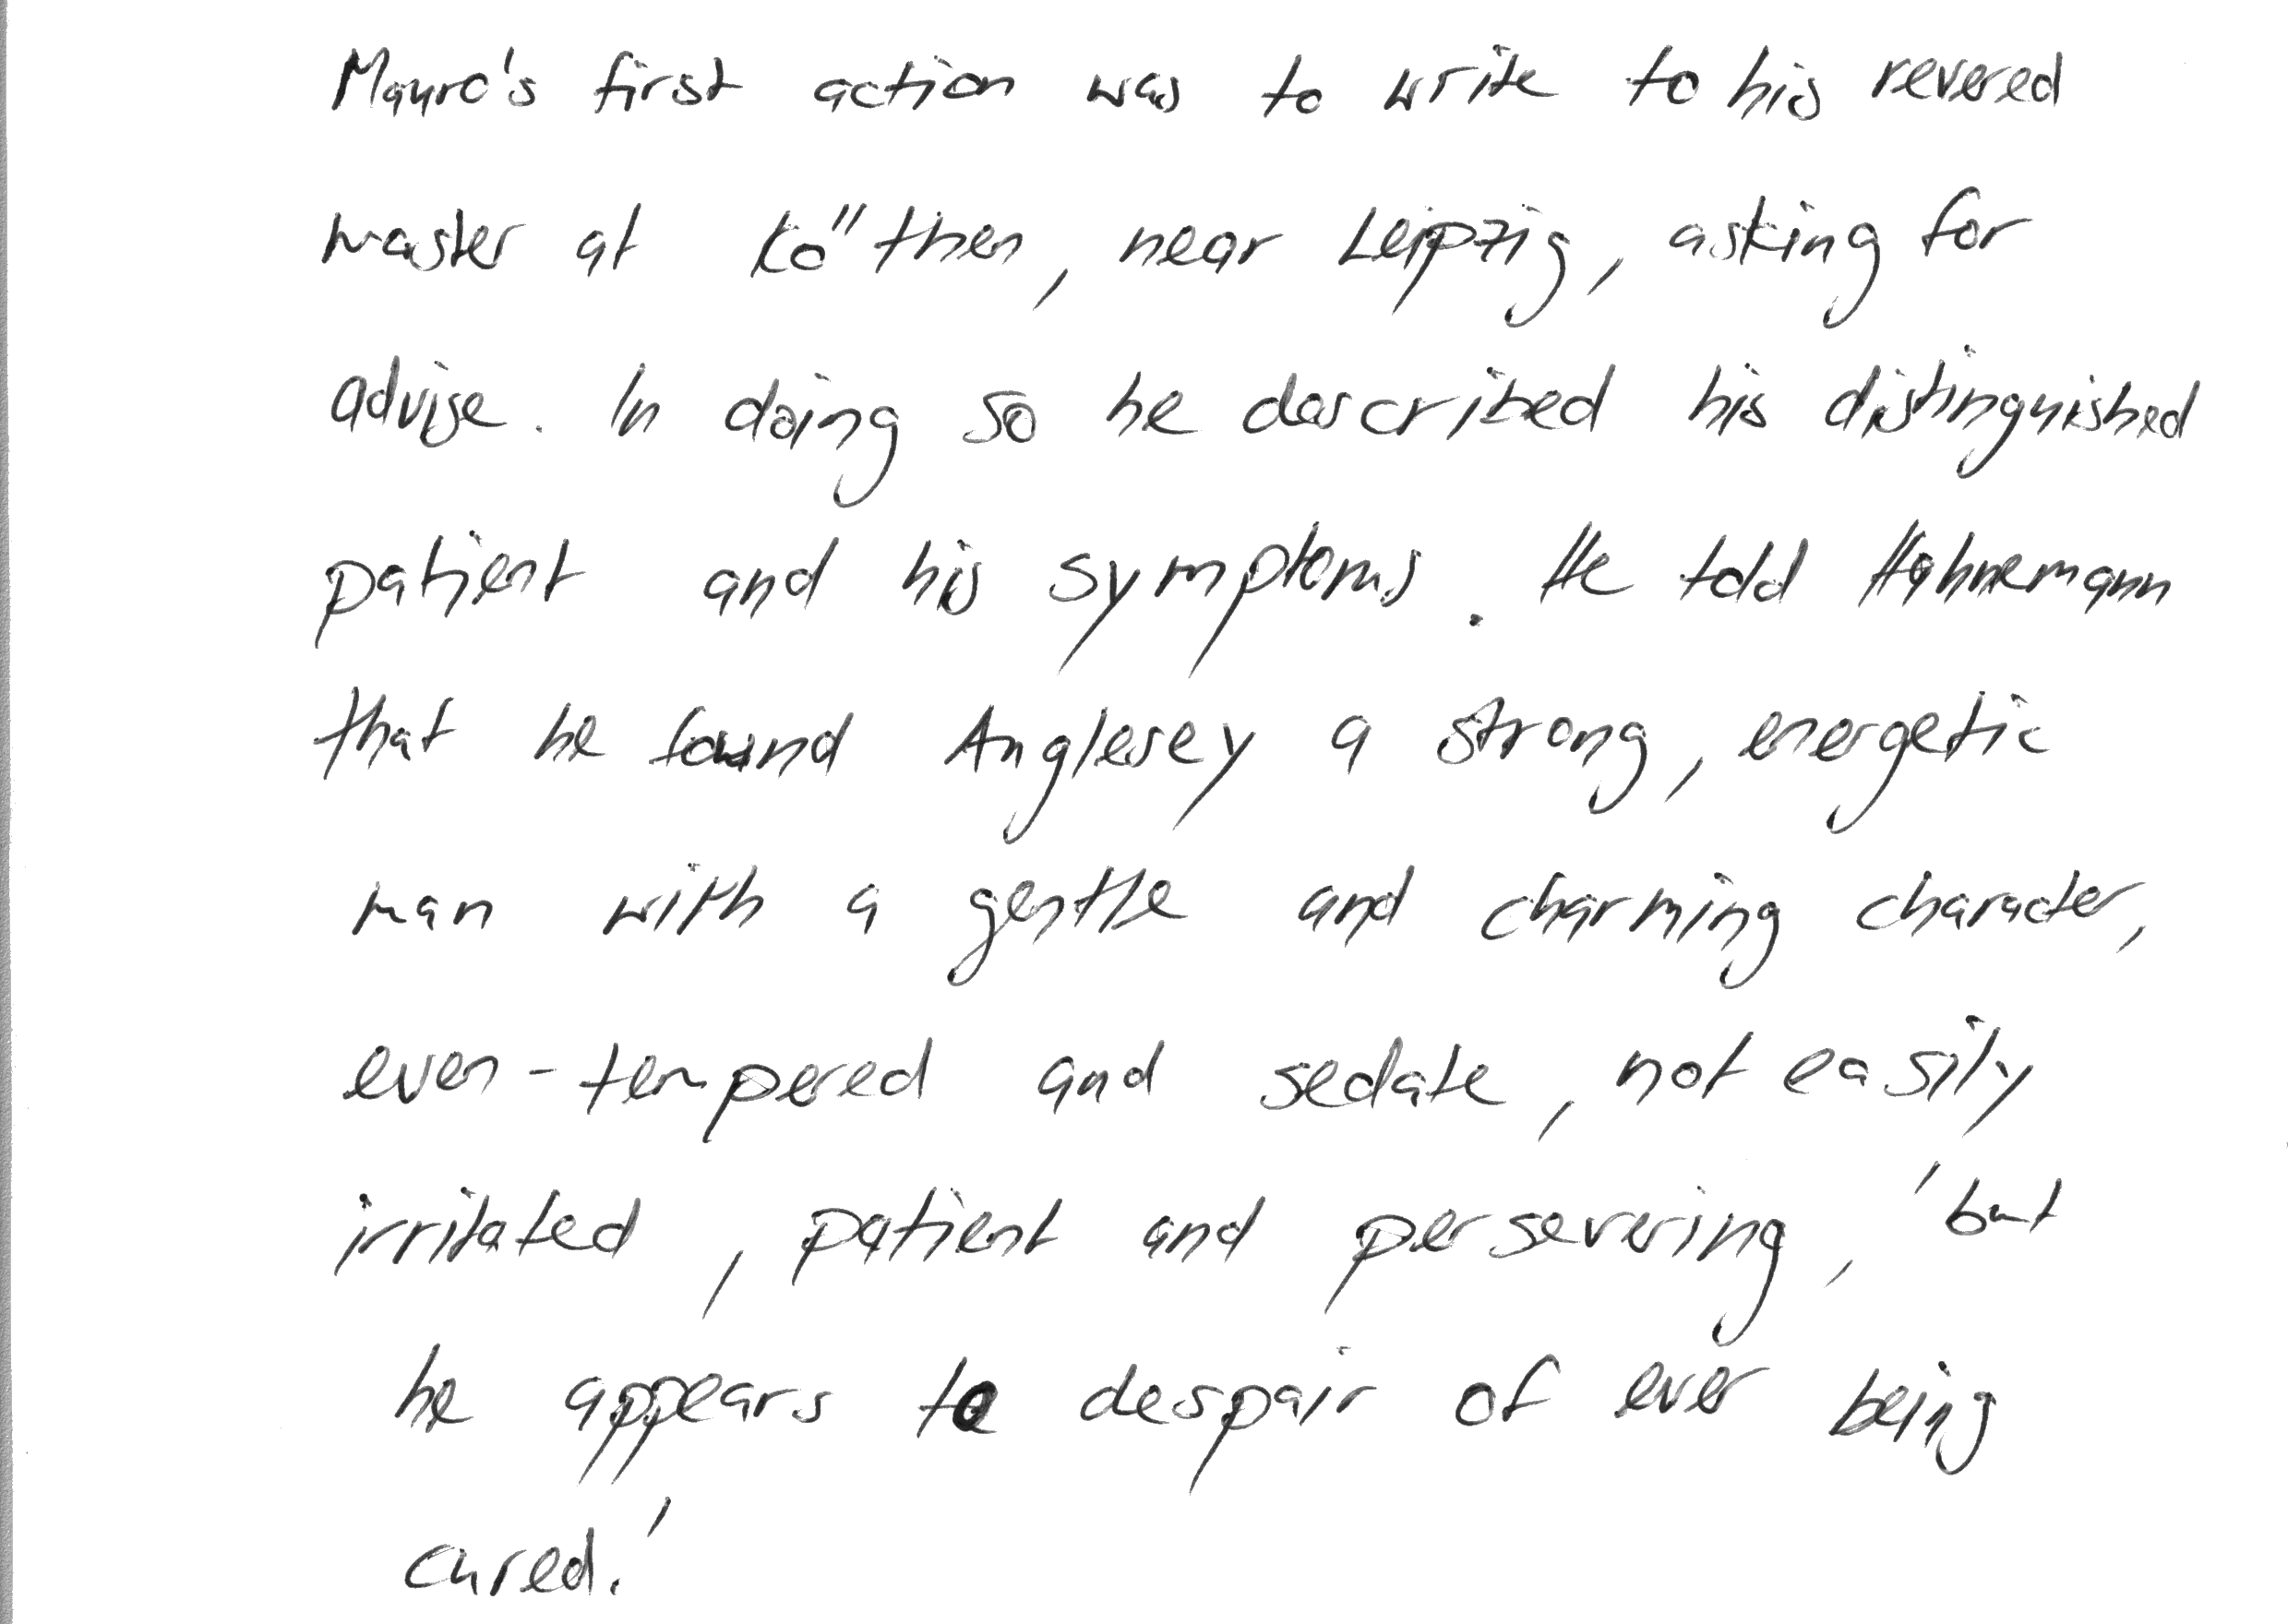 Mauro's first action was to write to his revered
master at Kö"then, near Leipzig, asking for
advise. In doing so he described his distinguished
patient and his symptoms. He told Hahnemann
that he found Anglesey a strong, energetic
man with a gentle and charming character,
even-tempered and sedate, not easily
irritated, patient and persevering, 'but
he appears to despair of ever being
cured.'